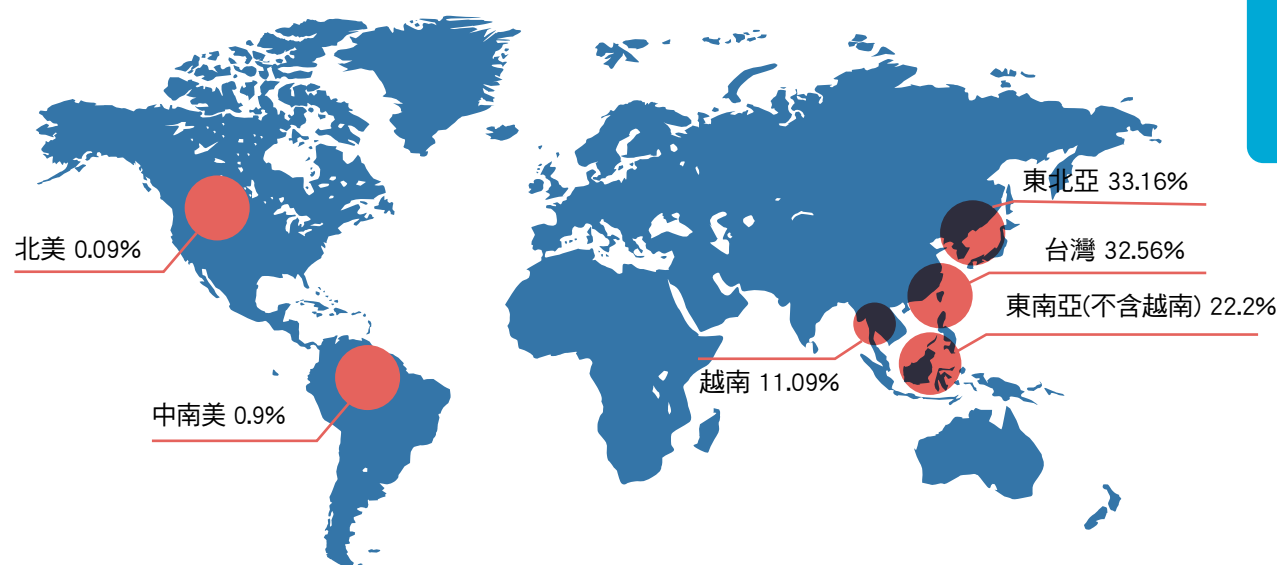 東北亞 33.16%
北美 0.09%
台灣 32.56%
東南亞(不含越南) 22.2%
越南 11.09%
中南美 0.9%